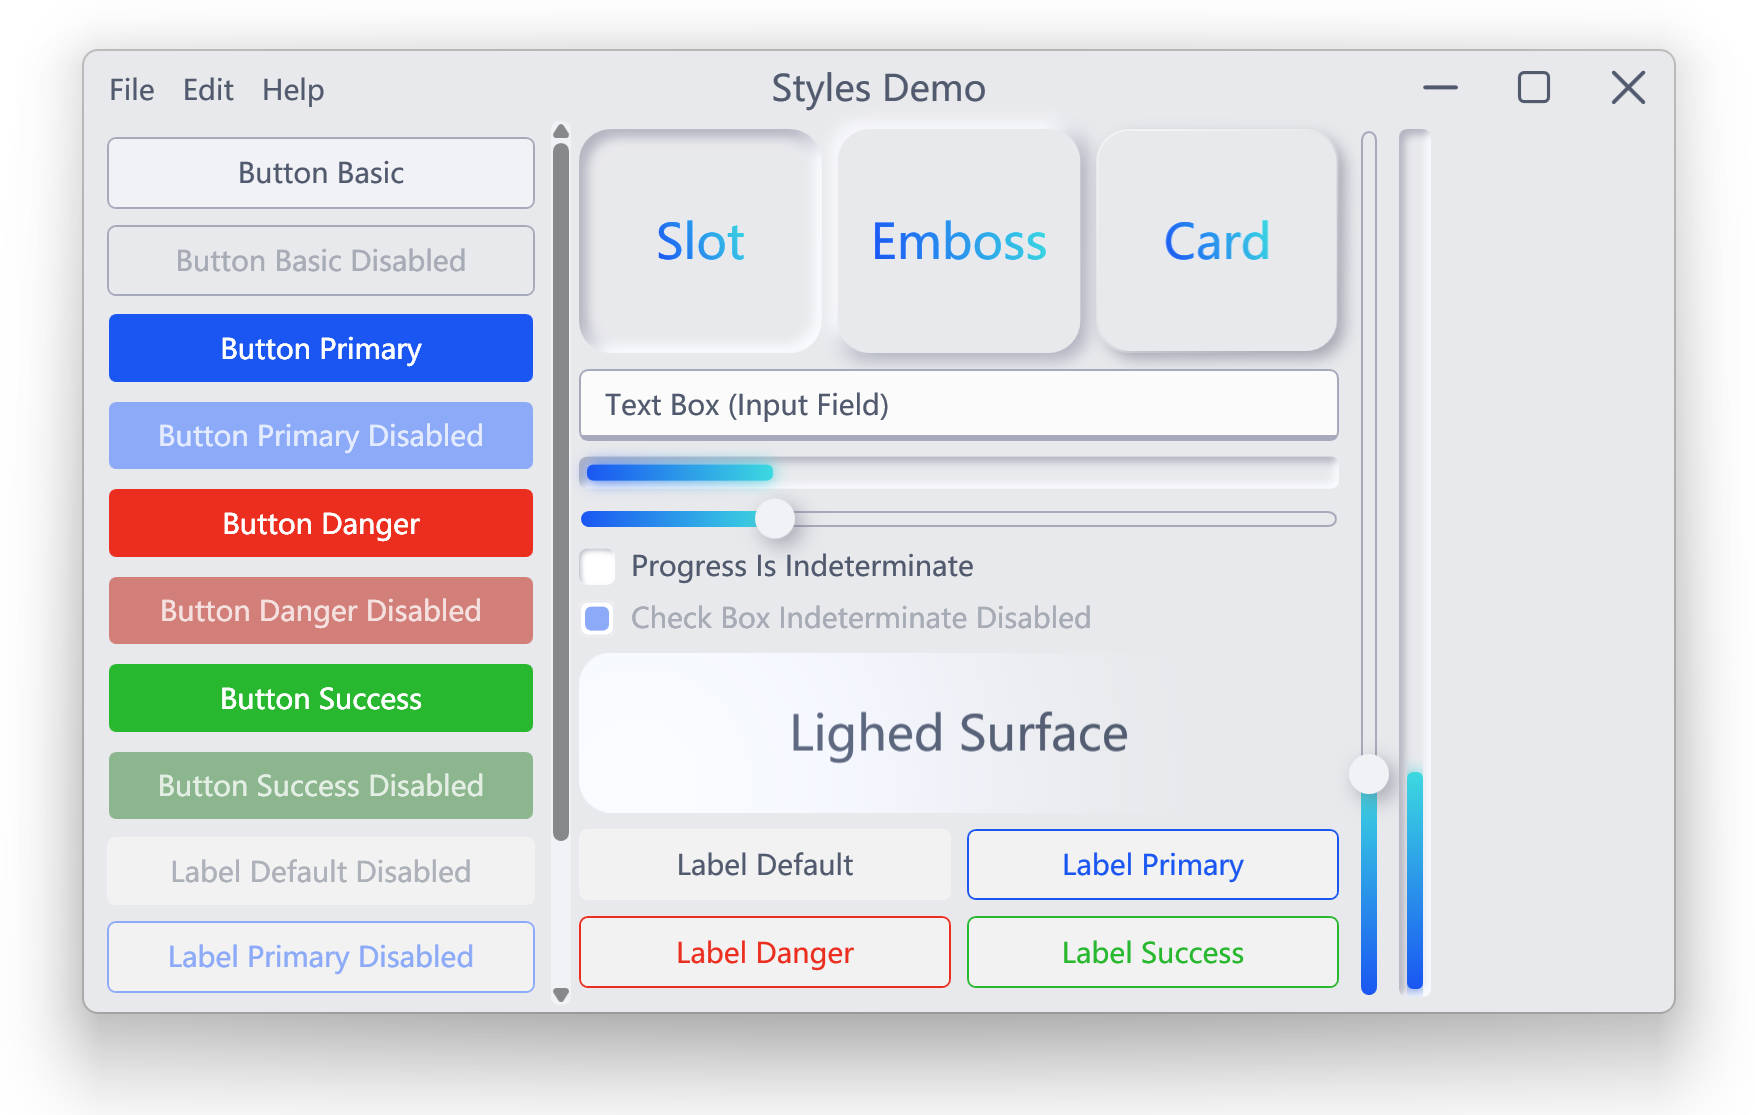 File Edit Help
Styles Demo
Button Basic
Button Basic Disabled
Button Primary
Button Primary Disabled
Button Danger
Button Danger Disabled
Button Success
Button Success Disabled
Label Default Disabled
Label Primary Disabled
Slot
Emboss
Card
Text Box (Input Field)
Progress Is Indeterminate
Check Box Indeterminate Disabled
Lighed Surface
Label Default
Label Primary
Label Danger
Label Success